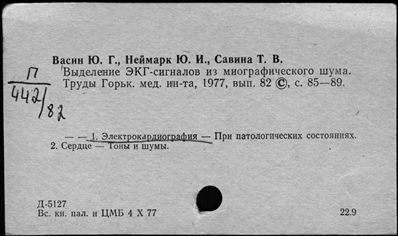 Васин Ю. Г., Неймарк Ю. И., Савина Т. В.
Выделение ЭКГ-сигналов из миографического шума.
Труды Горьк. мед. ин-та, 1977, вып. 82 ©, с. 85—89.
П
442/82
— — 1. Электрокардиография — При патологических состояниях.
2. Сердце — Тоны и шумы.
Д-5127
Вс. кн. пал. и ЦМБ 4 X 77
22.9